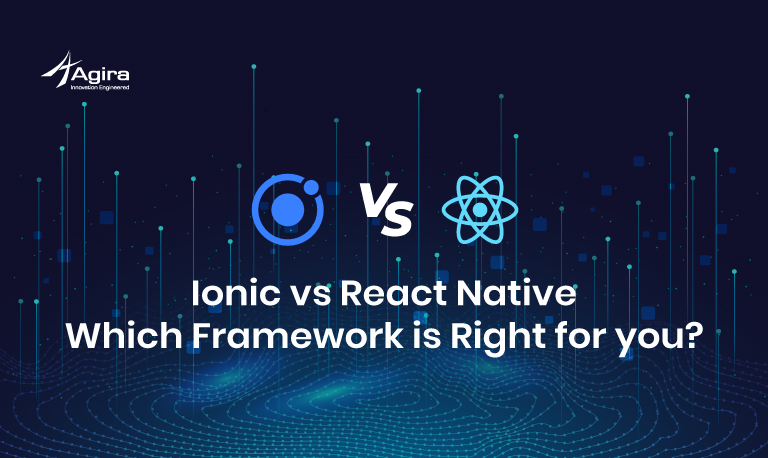 Agira
Innovation Engineered
Vs
Ionic vs React Native
Which Framework is Right for you?